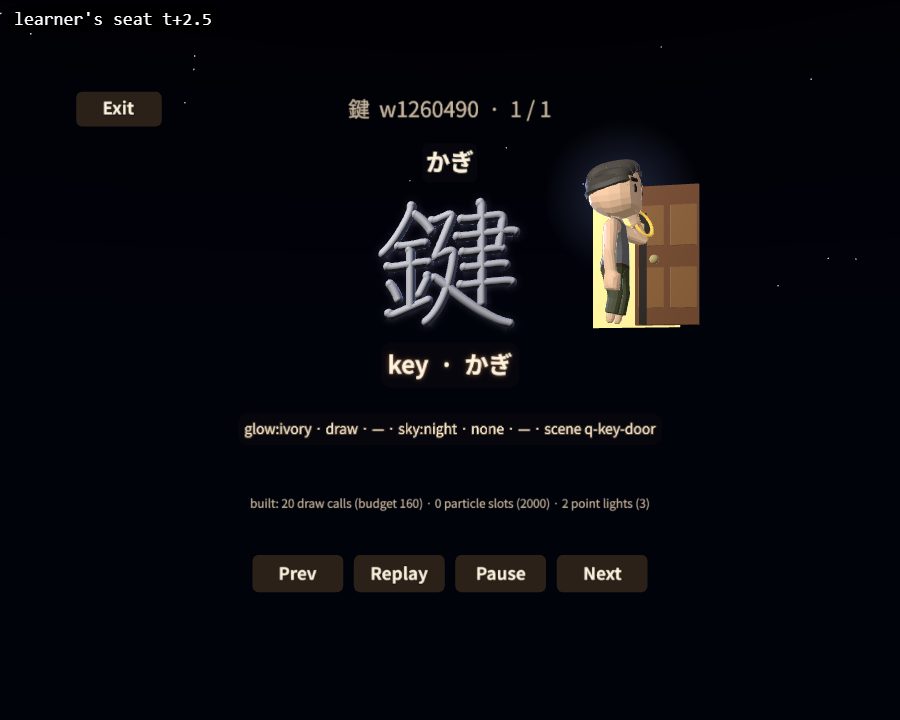 learner's seat t+2.5
Exit
鍵 w1260490 · 1 / 1
かぎ
鍵
key · かぎ
glow:ivory · draw · — · sky:night · none · — · scene q-key-door
built: 20 draw calls (budget 160) · 0 particle slots (2000) · 2 point lights (3)
Prev Replay Pause Next